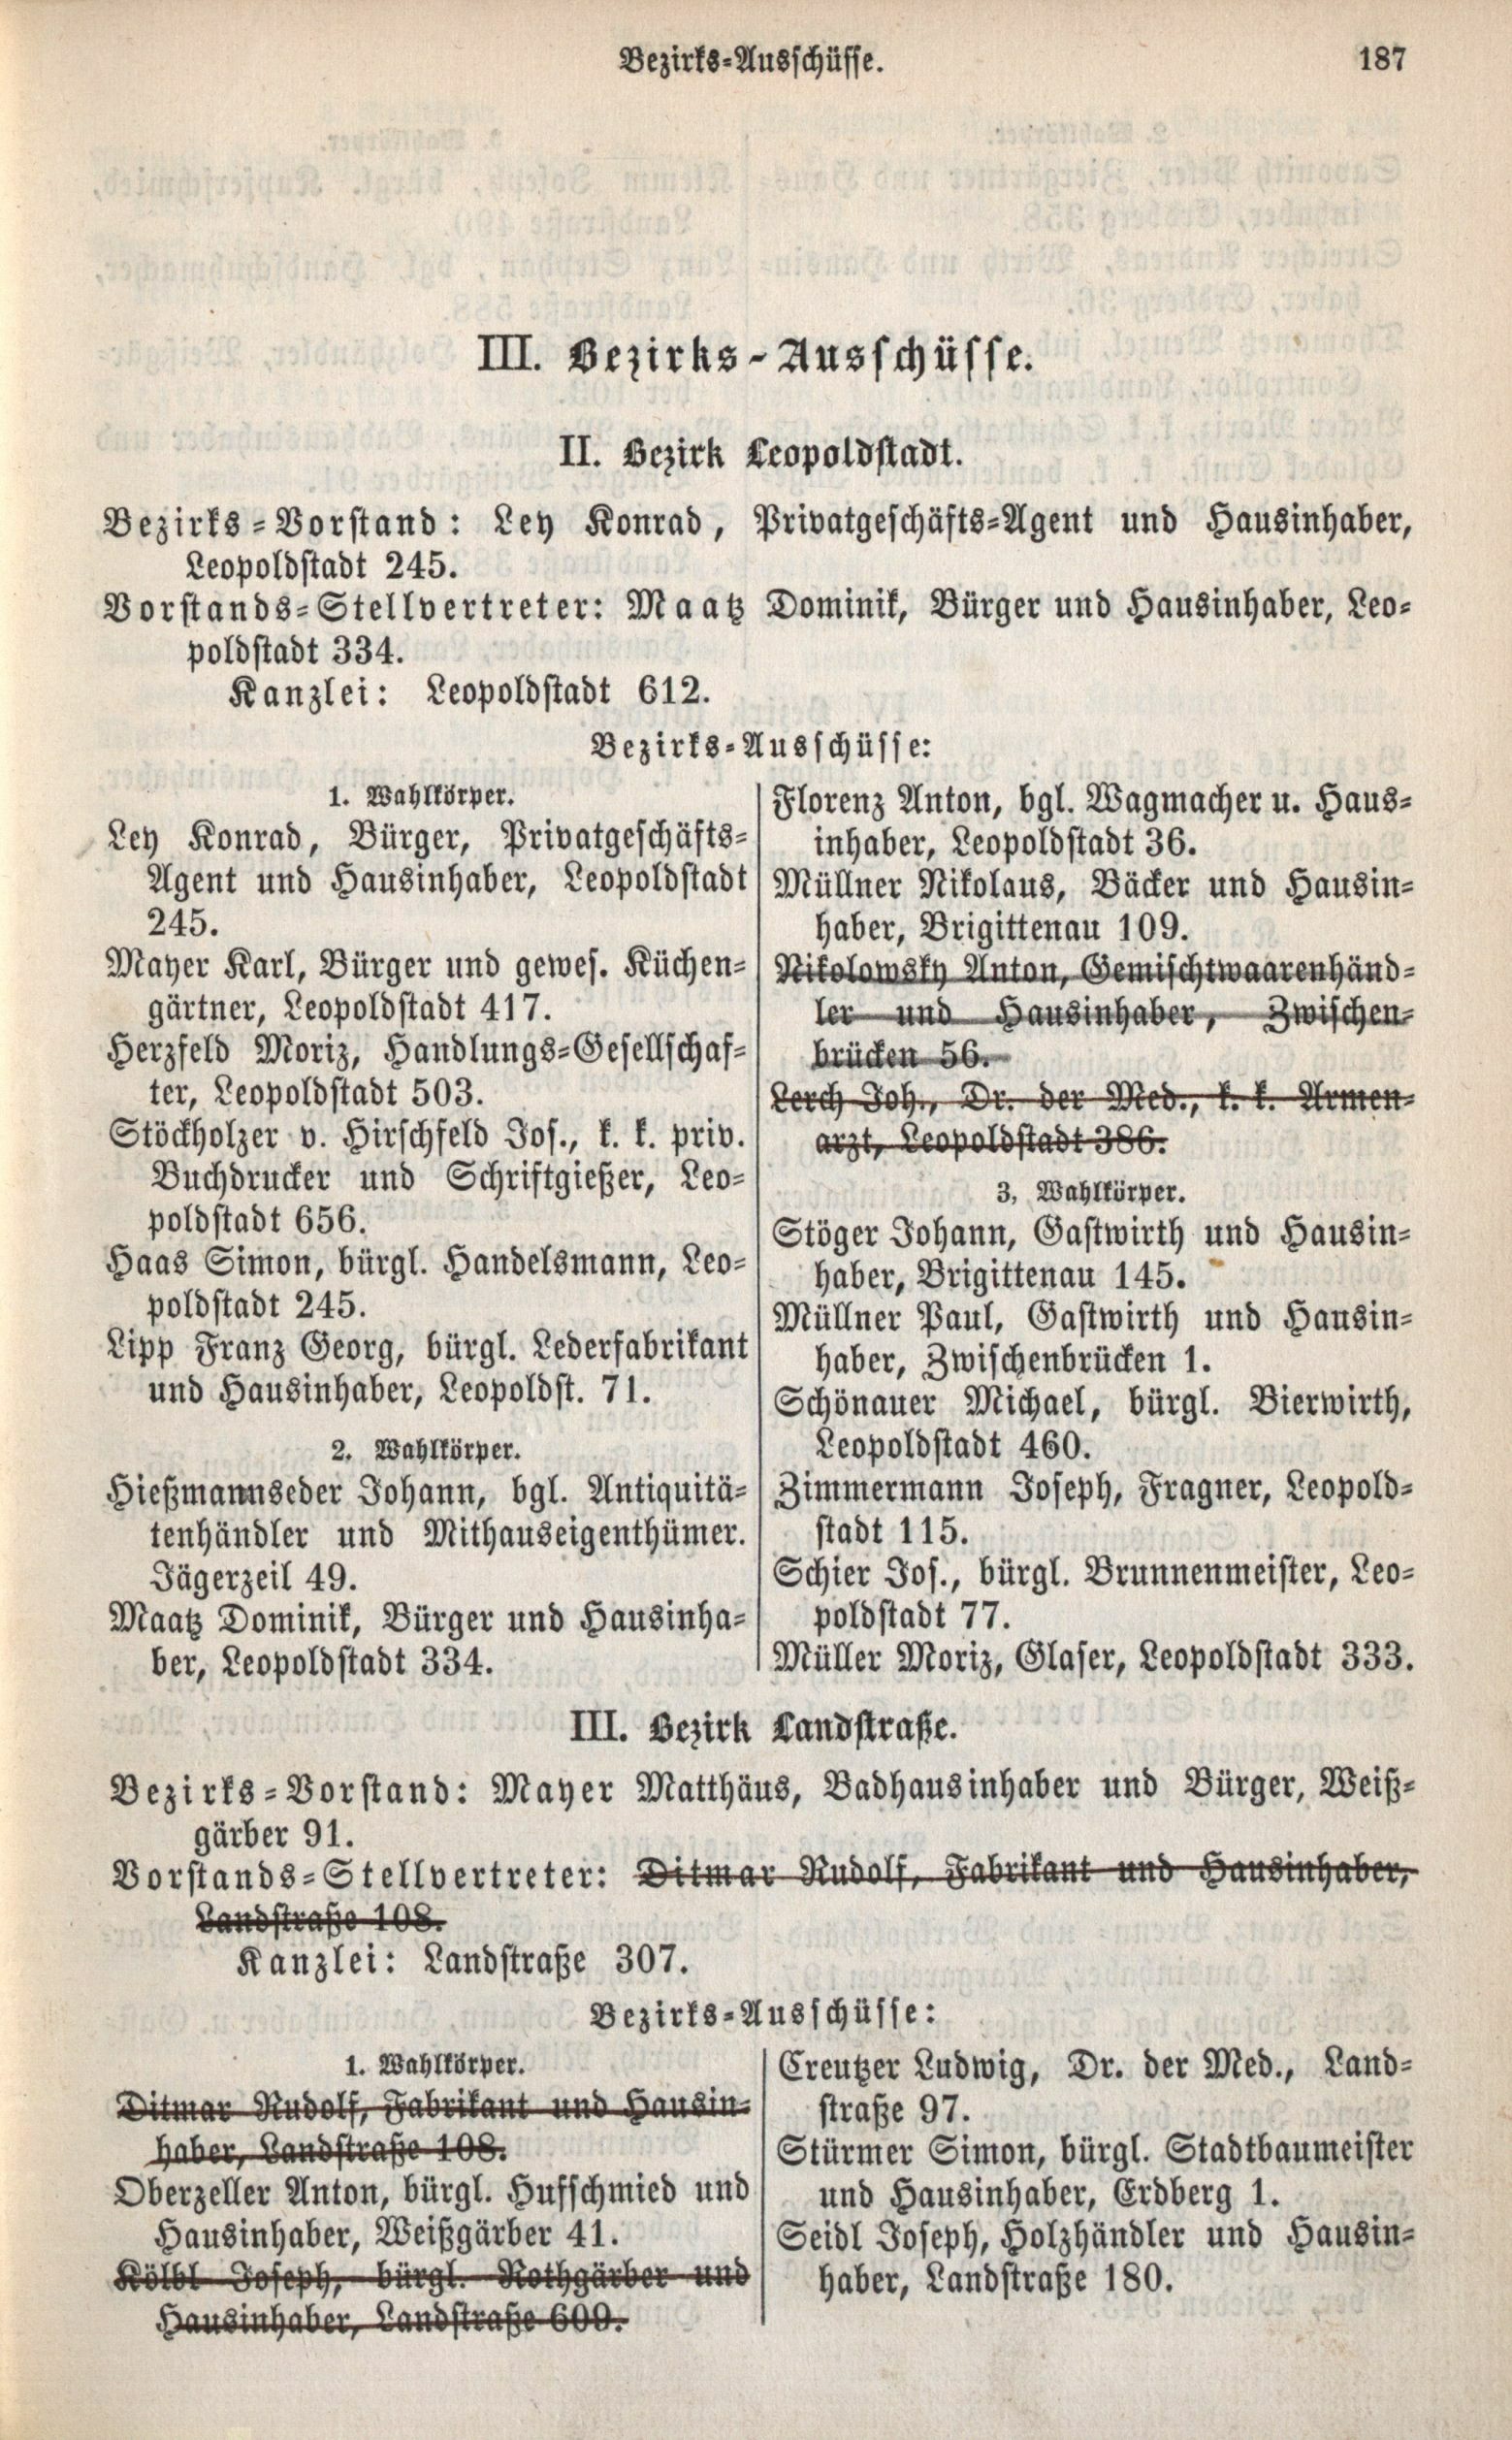 Bezirks-Ausschüsse.
187
III. Bezirks-Ausschüsse.
II. Bezirk Leopoldstadt.
Bezirks-Vorstand: Ley Konrad, Privatgeschäfts-Agent und Hausinhaber,
Leopoldstadt 245.
Vorstands-Stellvertreter: Maatz Dominik, Bürger und Hausinhaber, Leo-
poldstadt 334.
Kanzlei: Leopoldstadt 612.
Bezirks-Ausschüsse:
1. Wahlkörper.
Ley Konrad, Bürger, Privatgeschäfts-
Agent und Hausinhaber, Leopoldstadt
245.
Mayer Karl, Bürger und gewes. Küchen-
gärtner, Leopoldstadt 417.
Herzfeld Moriz, Handlungs-Gesellschaf-
ter, Leopoldstadt 503.
Stöckholzer v. Hirschfeld Jos., k. k. priv.
Buchdrucker und Schriftgießer, Leo-
poldstadt 656.
Haas Simon, bürgl. Handelsmann, Leo-
poldstadt 245.
Lipp Franz Georg, bürgl. Lederfabrikant
und Hausinhaber, Leopoldst. 71.
2. Wahlkörper.
Hießmannseder Johann, bgl. Antiquitä-
tenhändler und Mithauseigenthümer.
Jägerzeil 49.
Maatz Dominik, Bürger und Hausinha-
ber, Leopoldstadt 334.
Florenz Anton, bgl. Wagmacher u. Haus-
inhaber, Leopoldstadt 36.
Müllner Nikolaus, Bäcker und Hausin-
haber, Brigittenau 109.
Nikolowsky Anton, Gemischtwaarenhänd-
ler und Hausinhaber, Zwischen-
brücken 56.
Lerch Joh., Dr. der Med., k. k. Armen-
arzt, Leopoldstadt 386.
3, Wahlkörper.
Stöger Johann, Gastwirth und Hausin-
haber, Brigittenau 145.
Müllner Paul, Gastwirth und Hausin-
haber, Zwischenbrücken 1.
Schönauer Michael, bürgl. Bierwirth,
Leopoldstadt 460.
Zimmermann Joseph, Fragner, Leopold-
stadt 115.
Schier Jos., bürgl. Brunnenmeister, Leo-
poldstadt 77.
Müller Moriz, Glaser, Leopoldstadt 333.
III. Bezirk Landstraße.
Bezirks-Vorstand: Mayer Matthäus, Badhausinhaber und Bürger, Weiß-
gärber 91.
Vorstands-Stellvertreter: Ditmar Rudolf, Fabrikant und Hausinhaber,
Landstraße 108.
Kanzlei: Landstraße 307.
Bezirks-Ausschüsse:
1. Wahlkörper.
Ditmar Rudolf, Fabrikant und Hausin-
haber, Landstraße 108.
Oberzeller Anton, bürgl. Hufschmied und
Hausinhaber, Weißgärber 41.
Kölbl Joseph, bürgl. Rothgärber und
Hausinhaber, Landstraße 609.
Creutzer Ludwig, Dr. der Med., Land-
straße 97.
Stürmer Simon, bürgl. Stadtbaumeister
und Hausinhaber, Erdberg 1.
Seidl Joseph, Holzhändler und Hausin-
haber, Landstraße 180.